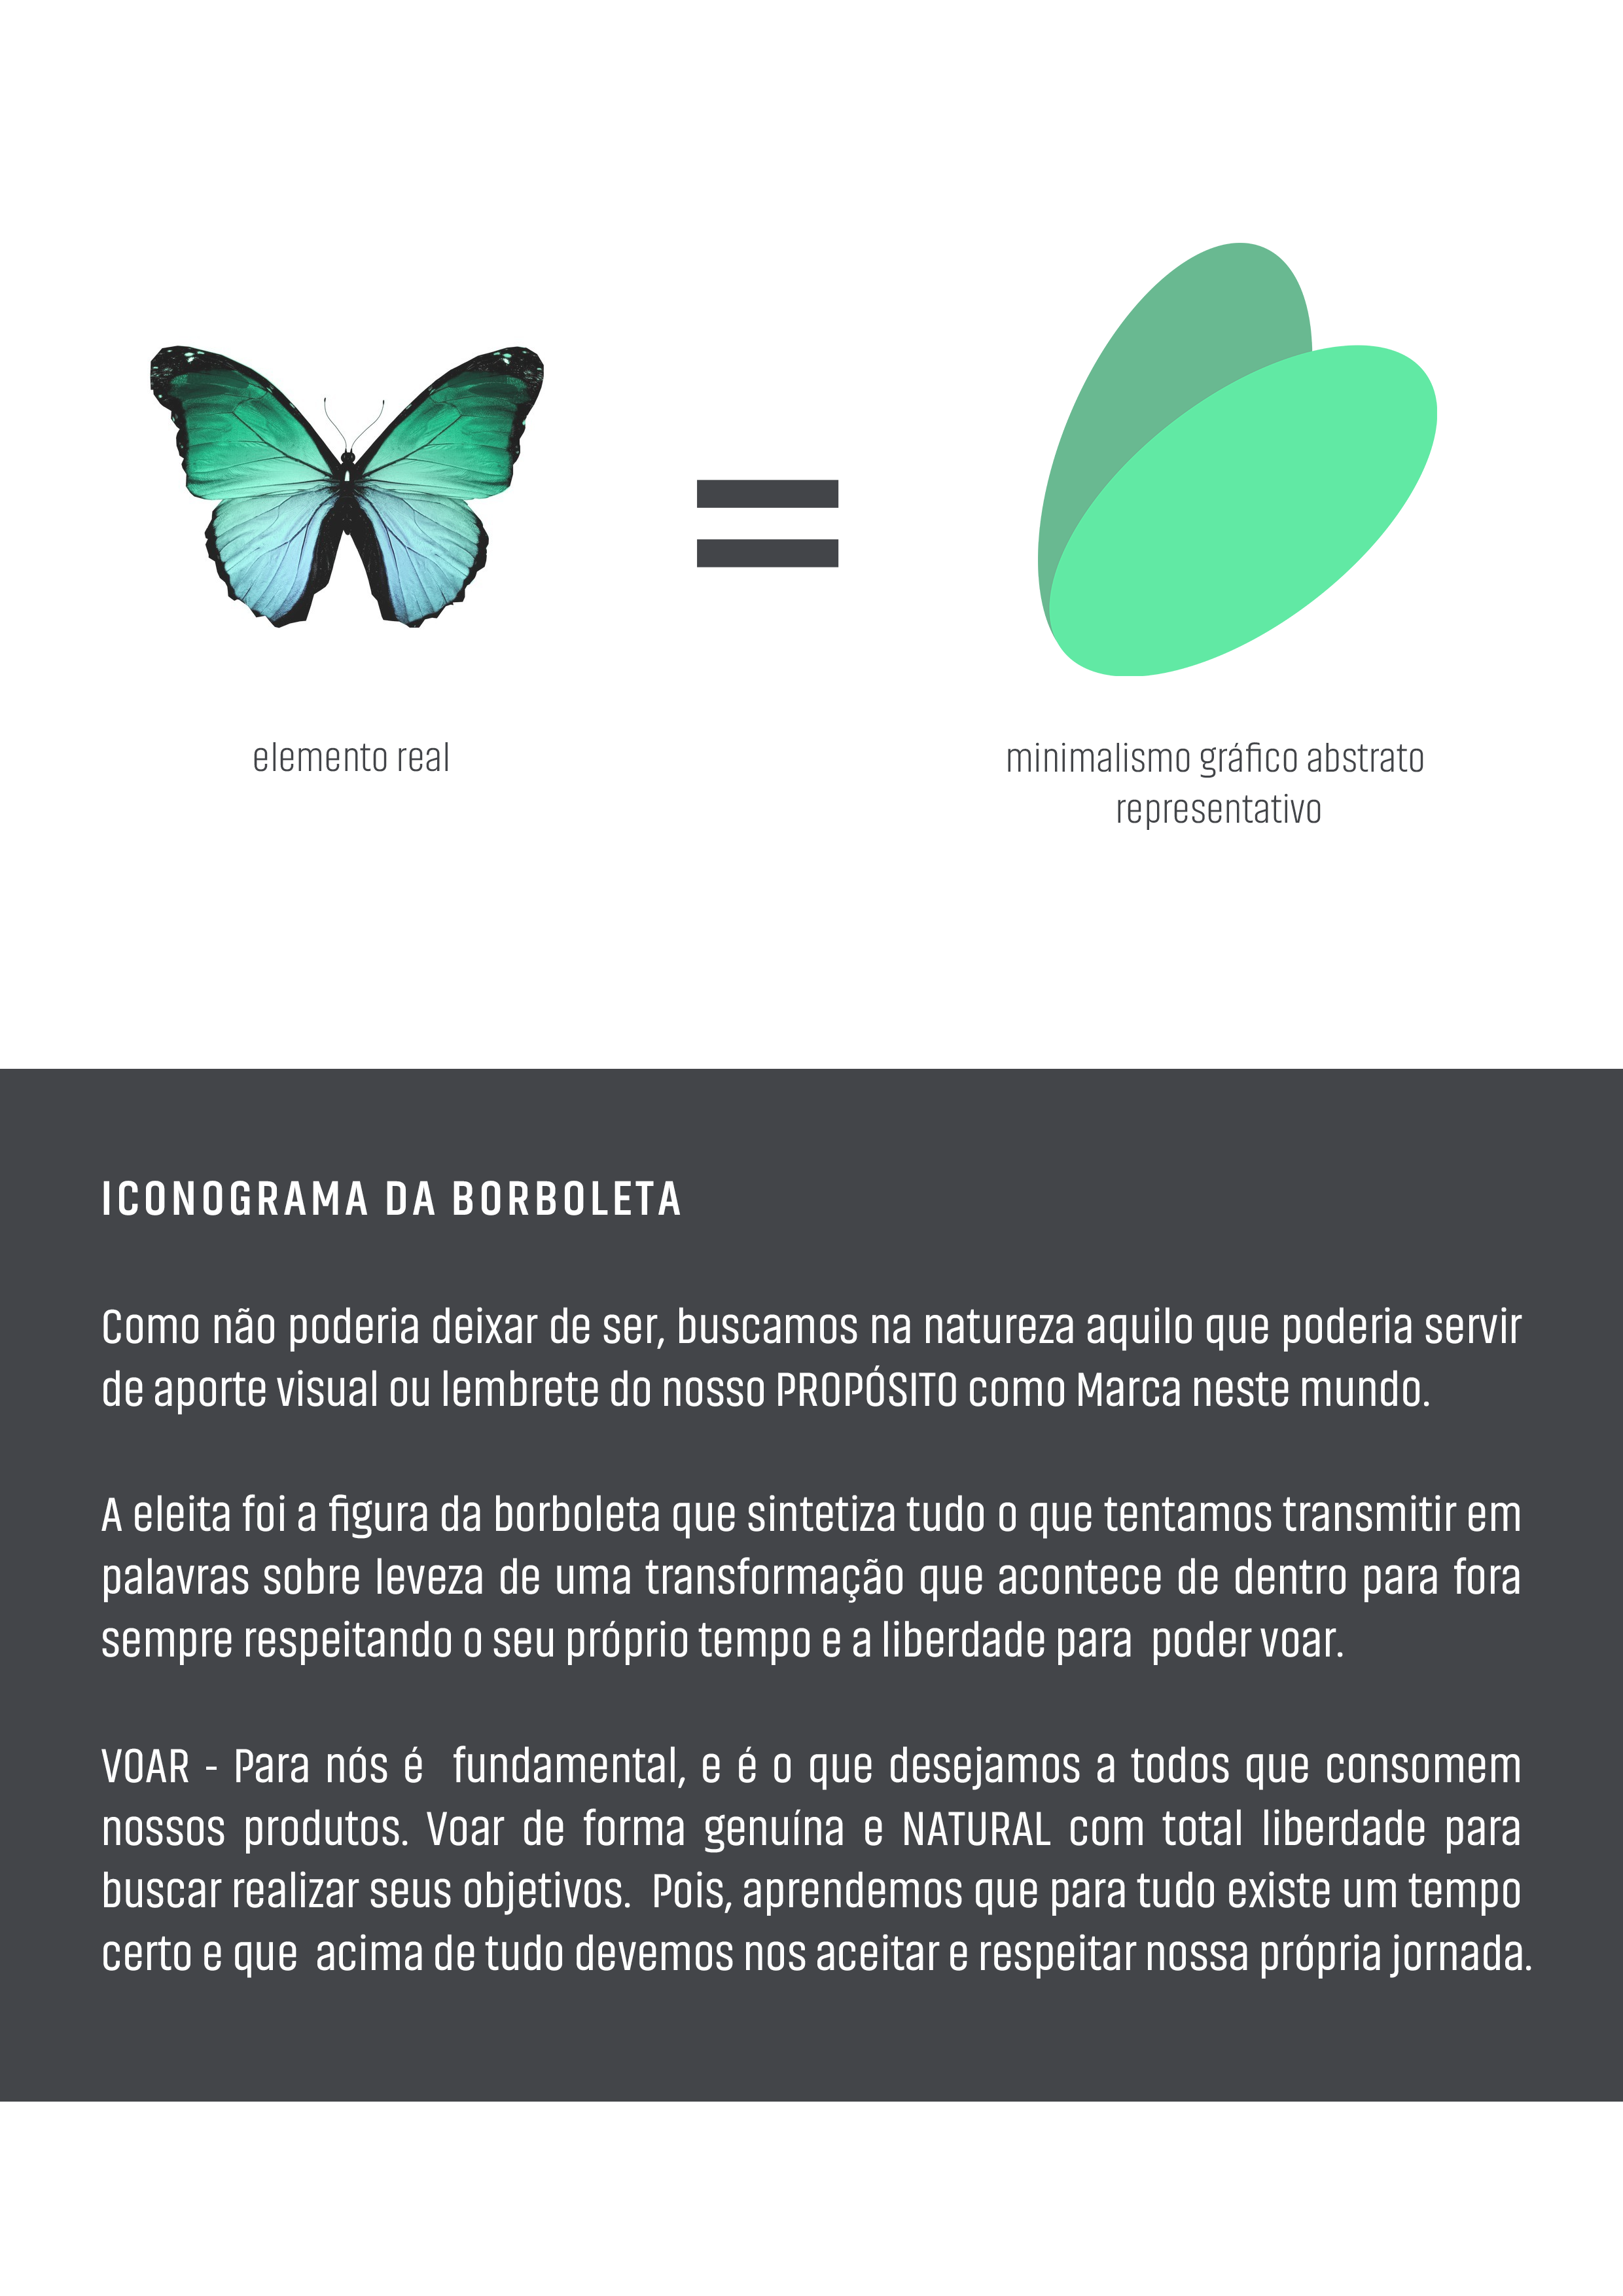 elemento real
minimalismo gráfico abstrato
representativo
ICONOGRAMA DA BORBOLETA
Como não poderia deixar de ser, buscamos na natureza aquilo que poderia servir
de aporte visual ou lembrete do nosso PROPÓSITO como Marca neste mundo.
A eleita foi a figura da borboleta que sintetiza tudo o que tentamos transmitir em
palavras sobre leveza de uma transformação que acontece de dentro para fora
sempre respeitando o seu próprio tempo e a liberdade para  poder voar.
VOAR - Para nós é  fundamental, e é o que desejamos a todos que consomem
nossos produtos. Voar de forma genuína e NATURAL com total liberdade para
buscar realizar seus objetivos.  Pois, aprendemos que para tudo existe um tempo
certo e que  acima de tudo devemos nos aceitar e respeitar nossa própria jornada.